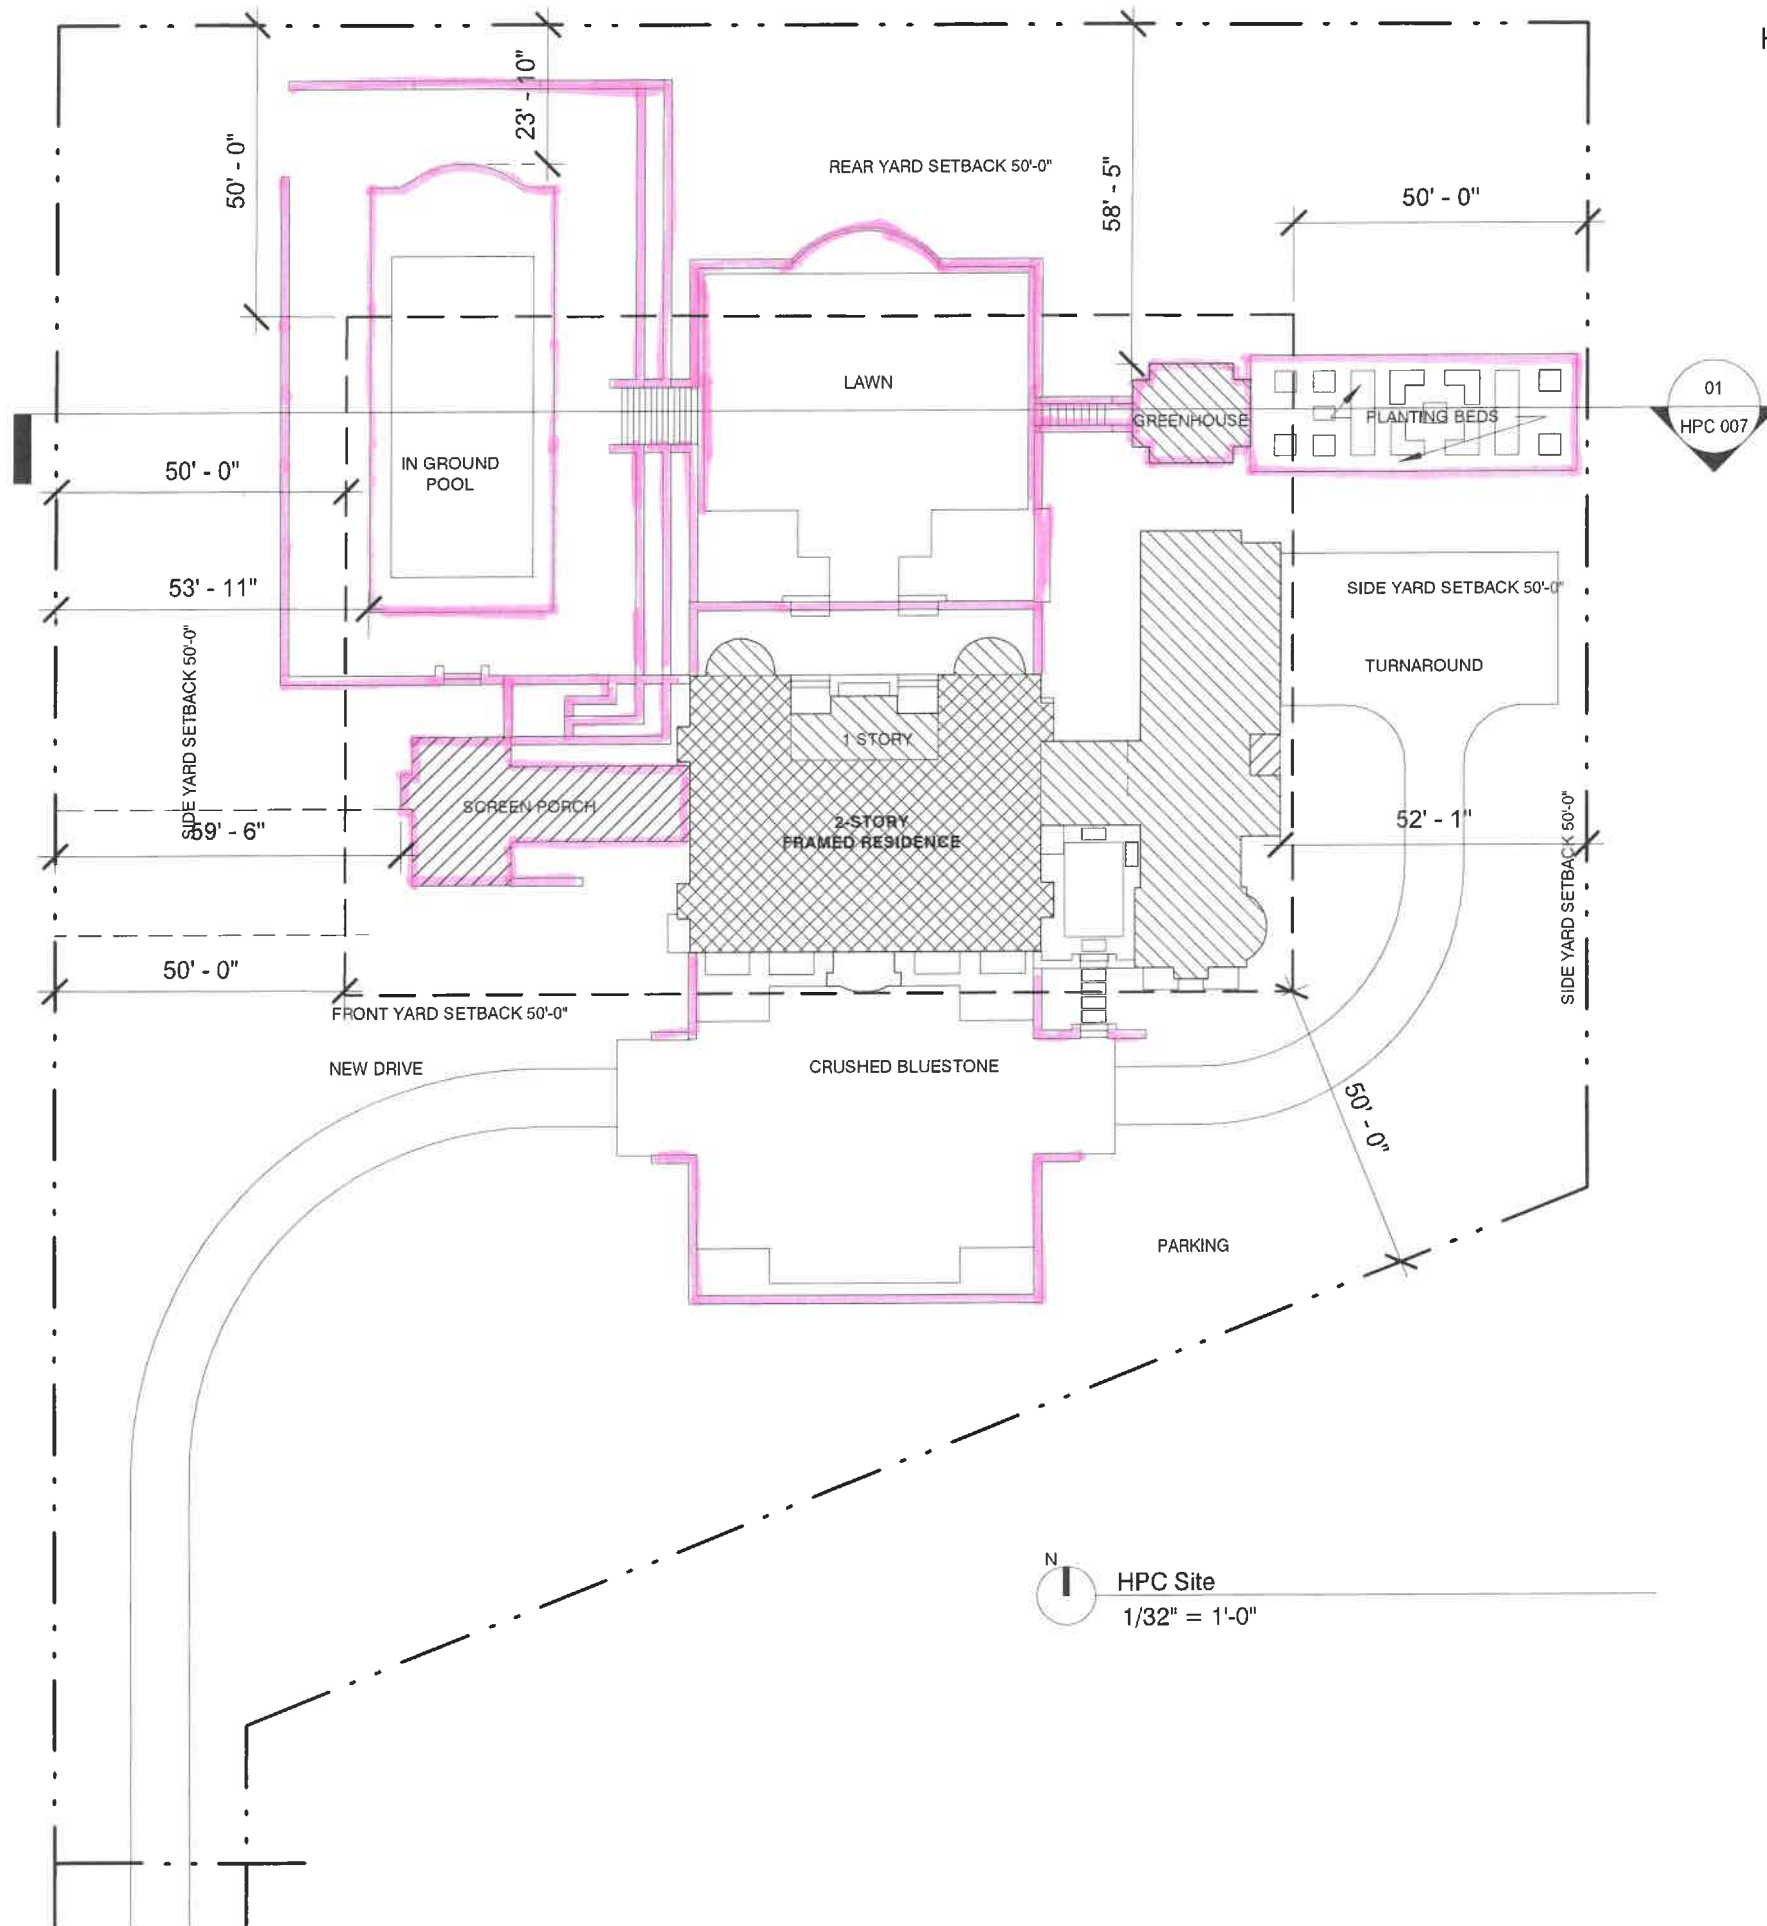 H
23' - 10"
50' - 0"
REAR YARD SETBACK 50'-0"
58' - 5"
50' - 0"
LAWN
01
HPC 007
GREENHOUSE
PLANTING BEDS
50' - 0"
IN GROUND
POOL
53' - 11"
SIDE YARD SETBACK 50'-0"
SIDE YARD SETBACK 50'-0"
TURNAROUND
1 STORY
SCREEN PORCH
59' - 6"
2-STORY
FRAMED RESIDENCE
52' - 1"
SIDE YARD SETBACK 50'-0"
50' - 0"
FRONT YARD SETBACK 50'-0"
NEW DRIVE
CRUSHED BLUESTONE
50' - 0"
PARKING
N
HPC Site
1/32" = 1'-0"